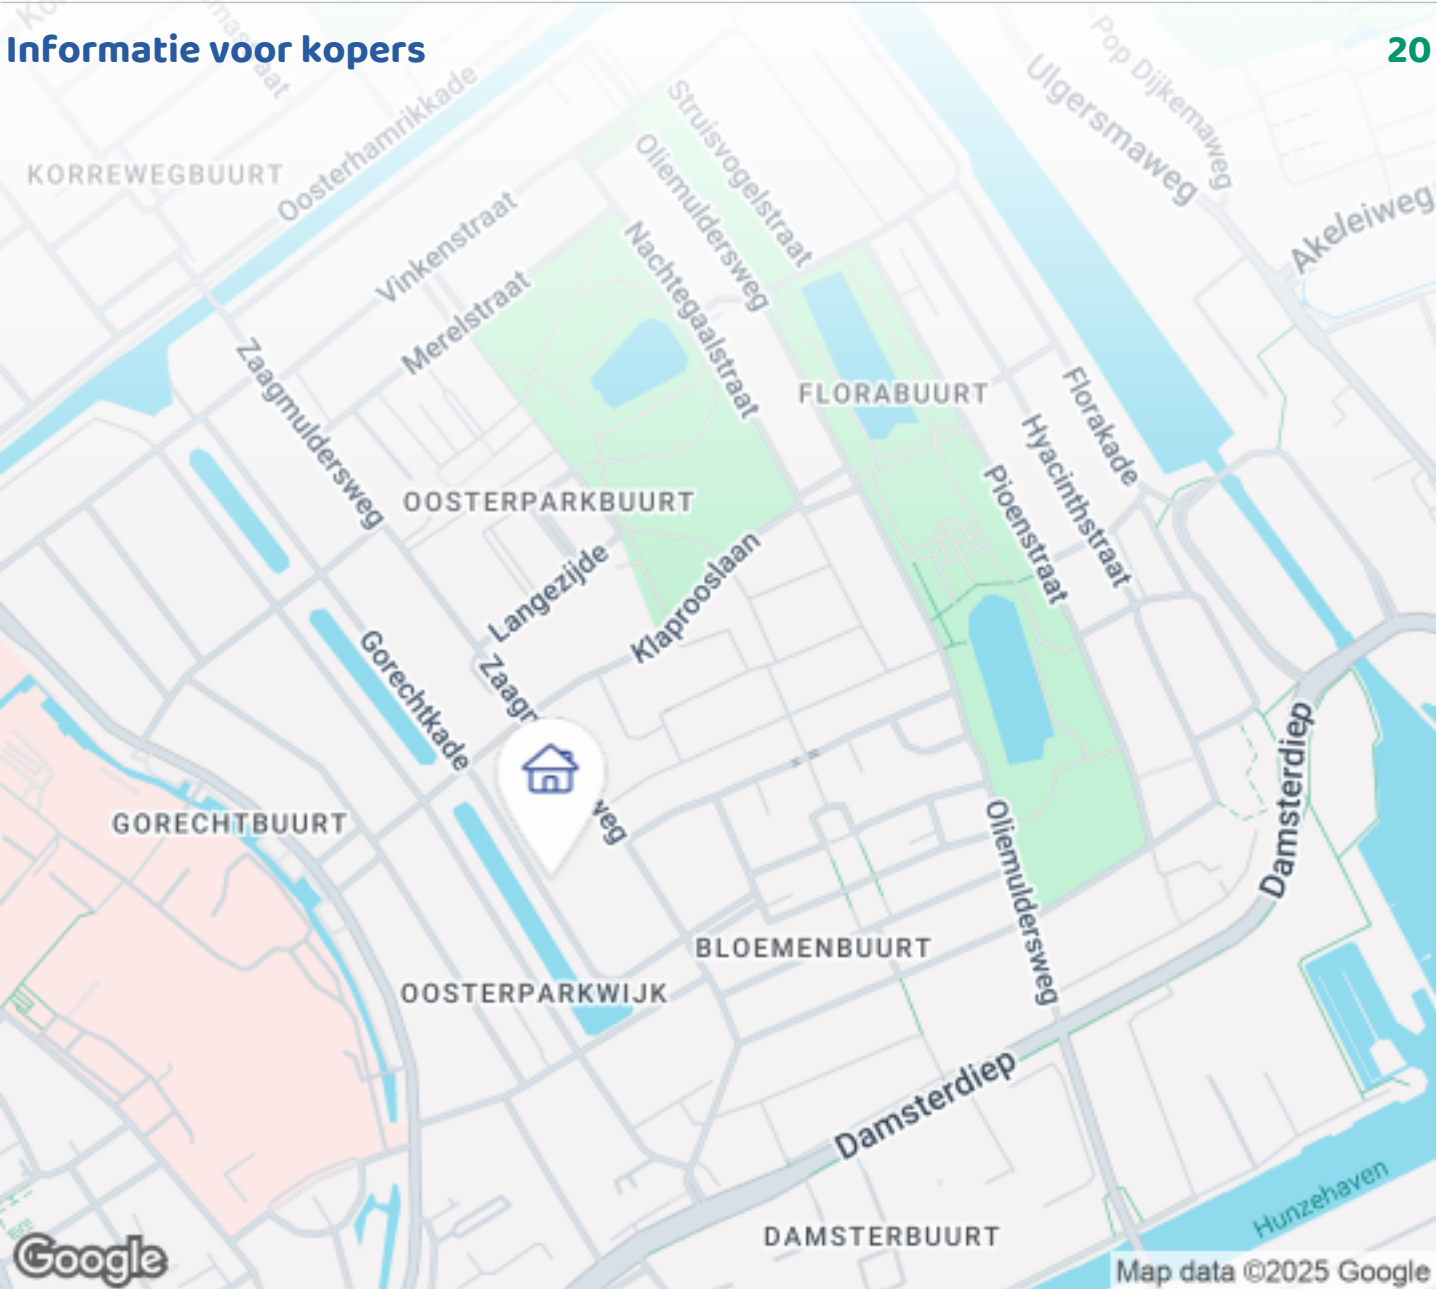 Informatie voor kopers
20
Pop Dijkemaweg
Ulgersmaweg
Akeleiweg
Oosterhamrikkade
KORREWEGBUURT
Struisvogelstraat
Oliemuldersweg
Nachtegaalstraat
Vinkenstraat
Merelstraat
Zaagmuldersweg
FLORABUURT
Florakade
Hyacinthstraat
Pioenstraat
OOSTERPARKBUURT
Langezijde
Klaprooslaan
Gorechtkade
Zaagm
weg
GORECHTBUURT
Oliemuldersweg
Damsterdiep
BLOEMENBUURT
OOSTERPARKWIJK
Damsterdiep
Hunzehaven
DAMSTERBUURT
Google
Map data ©2025 Google